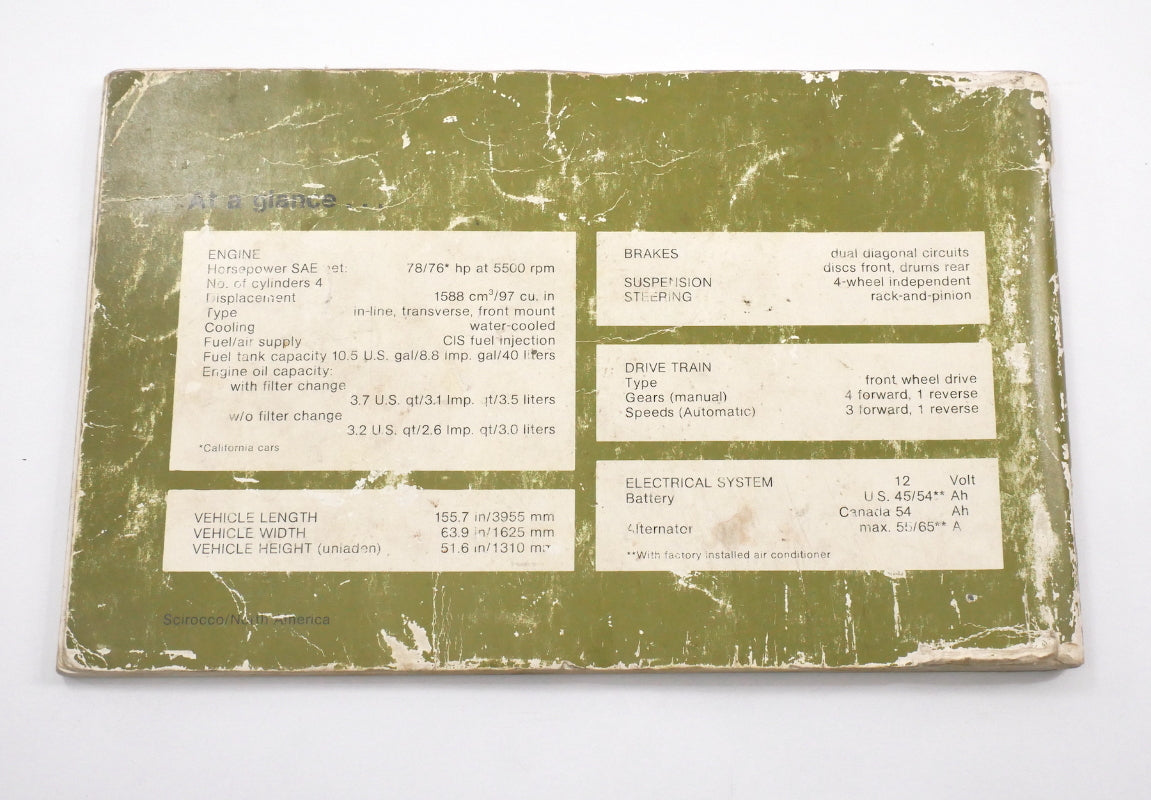 At a glance . . .
ENGINE
Horsepower SAE net: 78/76* hp at 5500 rpm
No. of cylinders 4
Displacement 1588 cm³/97 cu. in
Type in-line, transverse, front mount
Cooling water-cooled
Fuel/air supply CIS fuel injection
Fuel tank capacity 10.5 U.S. gal/8.8 imp. gal/40 liters
Engine oil capacity:
with filter change
3.7 U.S. qt/3.1 Imp. qt/3.5 liters
w/o filter change
3.2 U.S. qt/2.6 Imp. qt/3.0 liters
*California cars
VEHICLE LENGTH 155.7 in/3955 mm
VEHICLE WIDTH 63.9 in/1625 mm
VEHICLE HEIGHT (unladen) 51.6 in/1310 mm
BRAKES dual diagonal circuits
discs front, drums rear
SUSPENSION 4-wheel independent
STEERING rack-and-pinion
DRIVE TRAIN
Type front wheel drive
Gears (manual) 4 forward, 1 reverse
Speeds (Automatic) 3 forward, 1 reverse
ELECTRICAL SYSTEM 12 Volt
Battery U.S. 45/54** Ah
Canada 54 Ah
Alternator max. 55/65** A
**With factory installed air conditioner
Scirocco/North America